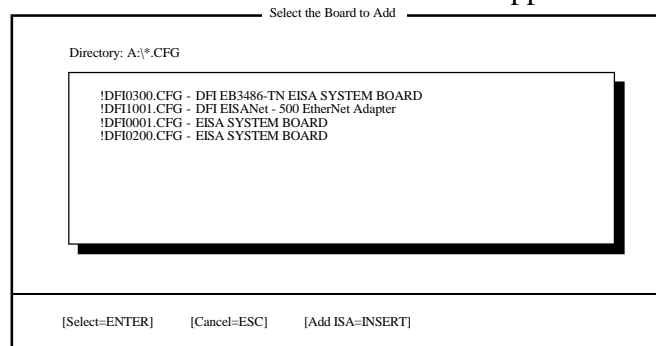 Select the Board to Add
Directory: A:\*.CFG
!DFI0300.CFG - DFI EB3486-TN EISA SYSTEM BOARD
!DFI1001.CFG - DFI EISANet - 500 EtherNet Adapter
!DFI0001.CFG - EISA SYSTEM BOARD
!DFI0200.CFG - EISA SYSTEM BOARD
[Select=ENTER] [Cancel=ESC] [Add ISA=INSERT]